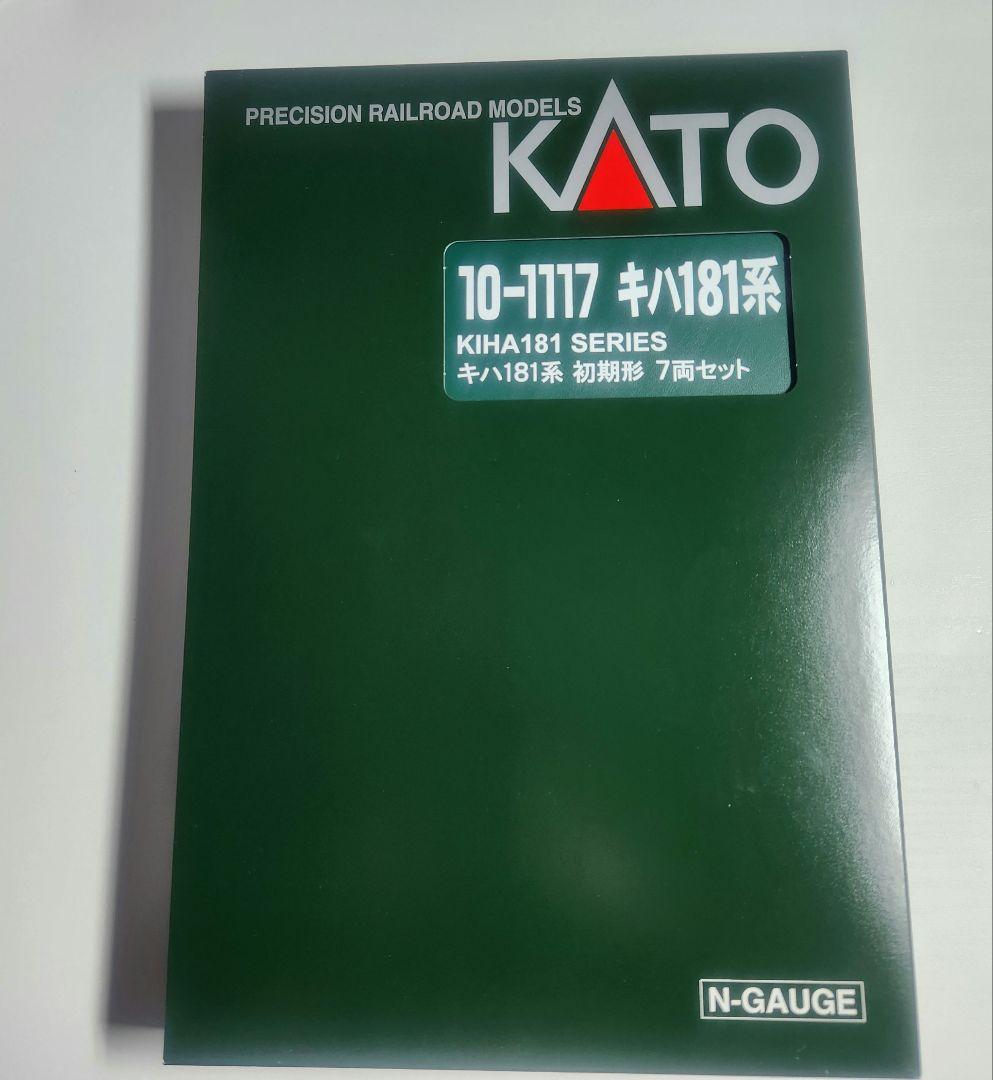 PRECISION RAILROAD MODELS
KATO
10-1117 キハ181系
KIHA181 SERIES
キハ181系 初期形 7両セット
N-GAUGE